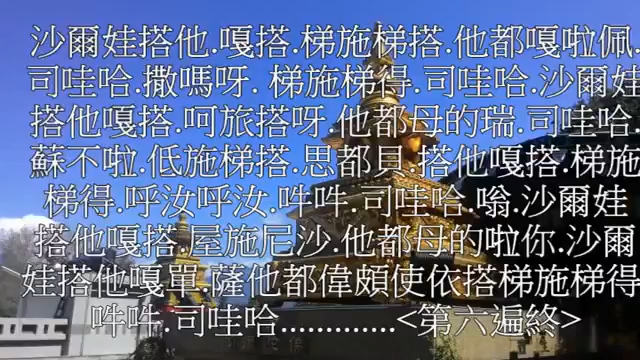 沙爾娃搭他.嘎搭.梯施梯搭.他都嘎啦佩.
司哇哈.撒嗎呀. 梯施梯得.司哇哈.沙爾娃
搭他嘎搭.呵旅搭呀.他都母的瑞.司哇哈.
蘇不啦.低施梯搭.思都貝.搭他嘎搭.梯施
梯得.呼汝呼汝.吽吽.司哇哈.嗡.沙爾娃
搭他嘎搭.屋施尼沙.他都母的啦你.沙爾
娃搭他嘎單.薩他都偉頗使依搭梯施梯得
吽吽.司哇哈.............<第六遍終>